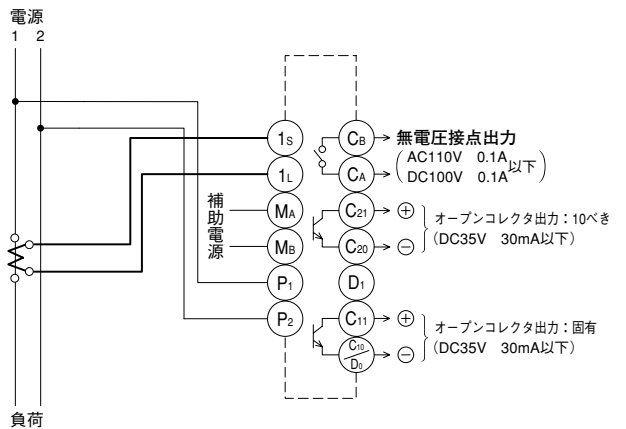 電源
1 2
1S
CB
無電圧接点出力
AC110V 0.1A
DC100V 0.1A
以下
1L
CA
補助電源
MA
C21
オープンコレクタ出力：10べき
(DC35V 30mA以下)
MB
C20
P1
D1
P2
C11
オープンコレクタ出力：固有
(DC35V 30mA以下)
C10
D0
負荷